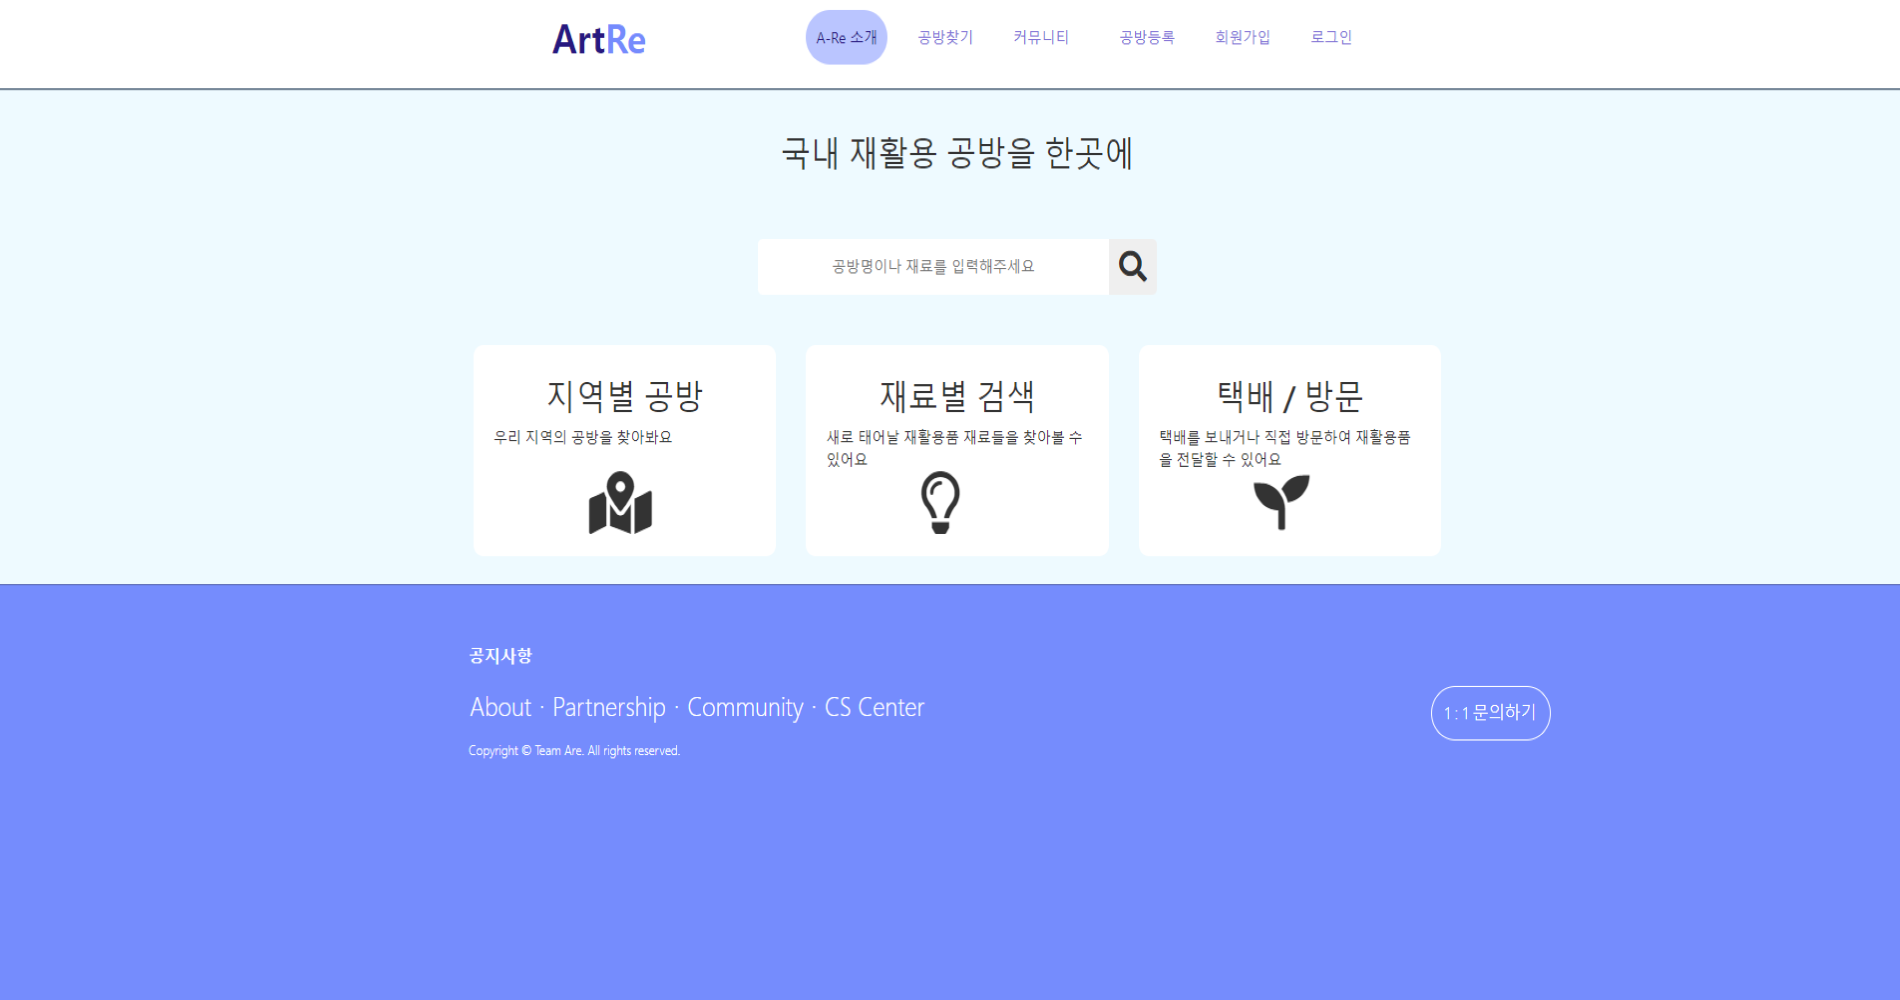 ArtRe
A-Re 소개 공방찾기 커뮤니티 공방등록 회원가입 로그인
국내 재활용 공방을 한곳에
공방명이나 재료를 입력해주세요
지역별 공방
우리 지역의 공방을 찾아봐요
재료별 검색
새로 태어날 재활용품 재료들을 찾아볼 수
있어요
택배 / 방문
택배를 보내거나 직접 방문하여 재활용품
을 전달할 수 있어요
공지사항
About · Partnership · Community · CS Center
Copyright © Team Are. All rights reserved.
1:1문의하기